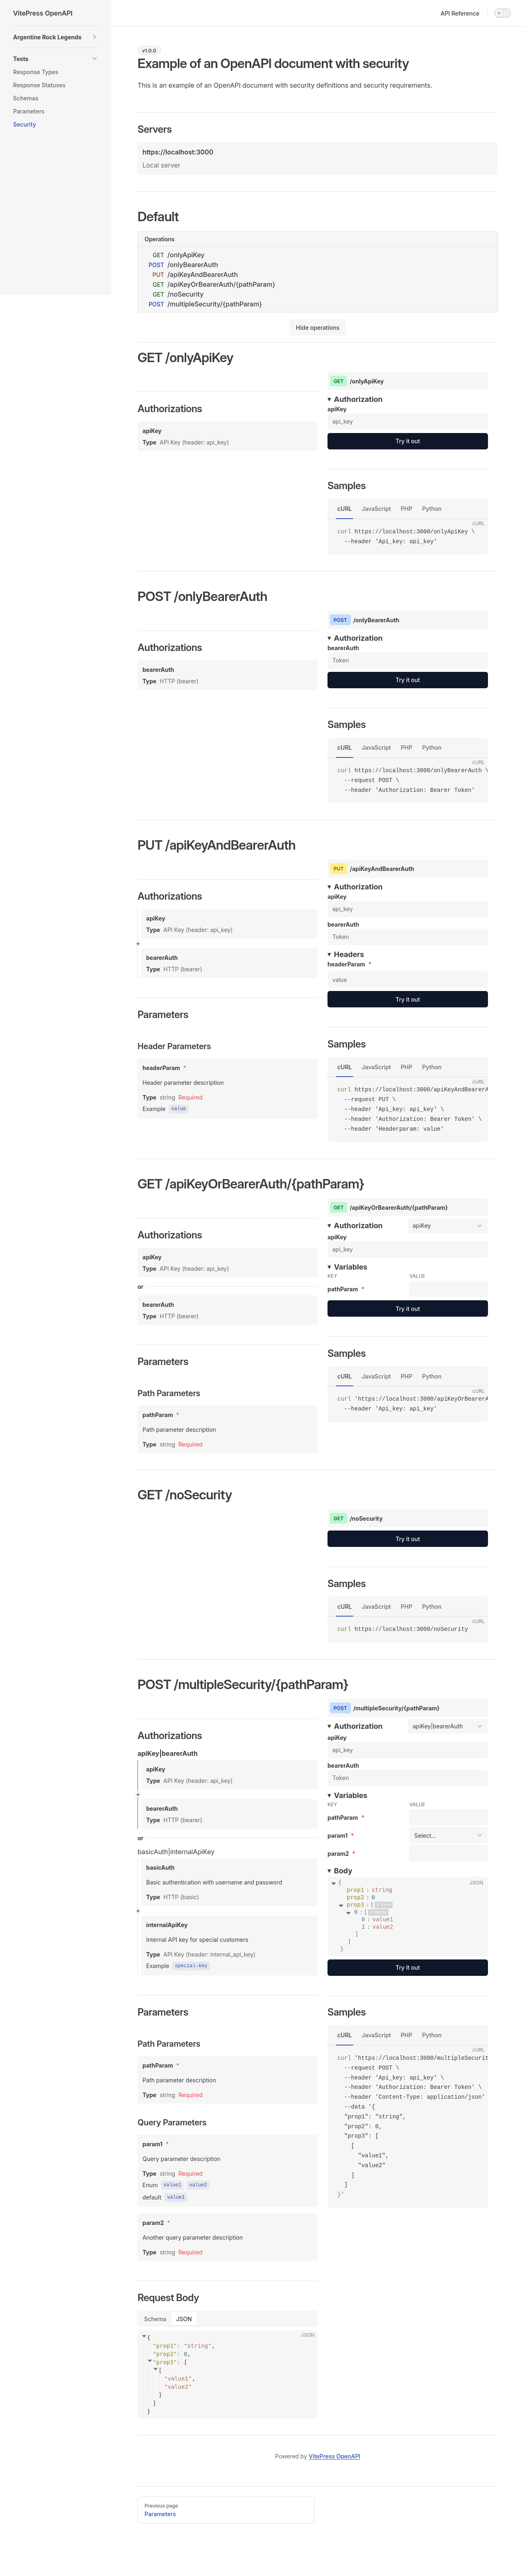 VitePress OpenAPI
API Reference
Argentine Rock Legends
Tests
Response Types
Response Statuses
Schemas
Parameters
Security
v1.0.0
Example of an OpenAPI document with security
This is an example of an OpenAPI document with security definitions and security requirements.
Servers
https://localhost:3000
Local server
Default
Operations
GET /onlyApiKey
POST /onlyBearerAuth
PUT /apiKeyAndBearerAuth
GET /apiKeyOrBearerAuth/{pathParam}
GET /noSecurity
POST /multipleSecurity/{pathParam}
Hide operations
GET /onlyApiKey
Authorizations
apiKey
Type API Key (header: api_key)
GET /onlyApiKey
Authorization
apiKey
api_key
Try it out
Samples
cURL JavaScript PHP Python
cURL
curl https://localhost:3000/onlyApiKey \
--header 'Api_key: api_key'
POST /onlyBearerAuth
Authorizations
bearerAuth
Type HTTP (bearer)
POST /onlyBearerAuth
Authorization
bearerAuth
Token
Try it out
Samples
cURL JavaScript PHP Python
cURL
curl https://localhost:3000/onlyBearerAuth \
--request POST \
--header 'Authorization: Bearer Token'
PUT /apiKeyAndBearerAuth
Authorizations
apiKey
Type API Key (header: api_key)
+
bearerAuth
Type HTTP (bearer)
Parameters
Header Parameters
headerParam *
Header parameter description
Type string Required
Example value
PUT /apiKeyAndBearerAuth
Authorization
apiKey
api_key
bearerAuth
Token
Headers
headerParam *
value
Try it out
Samples
cURL JavaScript PHP Python
cURL
curl https://localhost:3000/apiKeyAndBearerA
--request PUT \
--header 'Api_key: api_key' \
--header 'Authorization: Bearer Token' \
--header 'Headerparam: value'
GET /apiKeyOrBearerAuth/{pathParam}
Authorizations
apiKey
Type API Key (header: api_key)
or
bearerAuth
Type HTTP (bearer)
Parameters
Path Parameters
pathParam *
Path parameter description
Type string Required
GET /apiKeyOrBearerAuth/{pathParam}
Authorization apiKey
apiKey
api_key
Variables
KEY VALUE
pathParam *
Try it out
Samples
cURL JavaScript PHP Python
cURL
curl 'https://localhost:3000/apiKeyOrBearerA
--header 'Api_key: api_key'
GET /noSecurity
GET /noSecurity
Try it out
Samples
cURL JavaScript PHP Python
cURL
curl https://localhost:3000/noSecurity
POST /multipleSecurity/{pathParam}
Authorizations
apiKey|bearerAuth
apiKey
Type API Key (header: api_key)
+
bearerAuth
Type HTTP (bearer)
or
basicAuth|internalApiKey
basicAuth
Basic authentication with username and password
Type HTTP (basic)
+
internalApiKey
Internal API key for special customers
Type API Key (header: internal_api_key)
Example special-key
Parameters
Path Parameters
pathParam *
Path parameter description
Type string Required
Query Parameters
param1 *
Query parameter description
Type string Required
Enum value1 value2
default value1
param2 *
Another query parameter description
Type string Required
Request Body
Schema JSON
JSON
{
"prop1": "string",
"prop2": 0,
"prop3": [
[
"value1",
"value2"
]
]
}
POST /multipleSecurity/{pathParam}
Authorization apiKey|bearerAuth
apiKey
api_key
bearerAuth
Token
Variables
KEY VALUE
pathParam *
param1 * Select...
param2 *
Body
JSON
{
prop1 : string
prop2 : 0
prop3 : [
0 : [
0 : value1
1 : value2
]
]
}
Try it out
Samples
cURL JavaScript PHP Python
cURL
curl 'https://localhost:3000/multipleSecurit
--request POST \
--header 'Api_key: api_key' \
--header 'Authorization: Bearer Token' \
--header 'Content-Type: application/json'
--data '{
"prop1": "string",
"prop2": 0,
"prop3": [
[
"value1",
"value2"
]
]
}'
Powered by VitePress OpenAPI
Previous page
Parameters